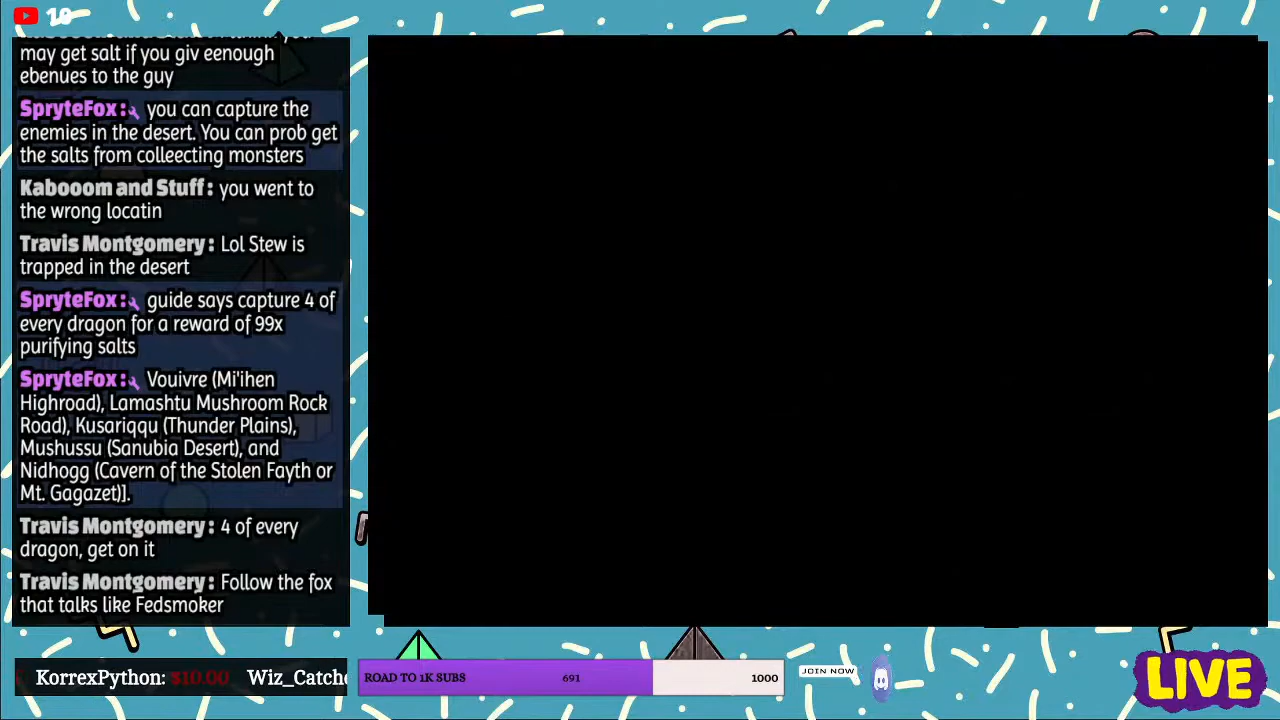 10
may get salt if you giv eenough
ebenues to the guy
SpryteFox: you can capture the
enemies in the desert. You can prob get
the salts from colleecting monsters
Kabooom and Stuff: you went to
the wrong locatin
Travis Montgomery: Lol Stew is
trapped in the desert
SpryteFox: guide says capture 4 of
every dragon for a reward of 99x
purifying salts
SpryteFox: Vouivre (Mi'ihen
Highroad), Lamashtu Mushroom Rock
Road), Kusariqqu (Thunder Plains),
Mushussu (Sanubia Desert), and
Nidhogg (Cavern of the Stolen Fayth or
Mt. Gagazet)].
Travis Montgomery: 4 of every
dragon, get on it
Travis Montgomery: Follow the fox
that talks like Fedsmoker
KorrexPython: $10.00 Wiz_Catche
ROAD TO 1K SUBS 691 1000
JOIN NOW
LIVE